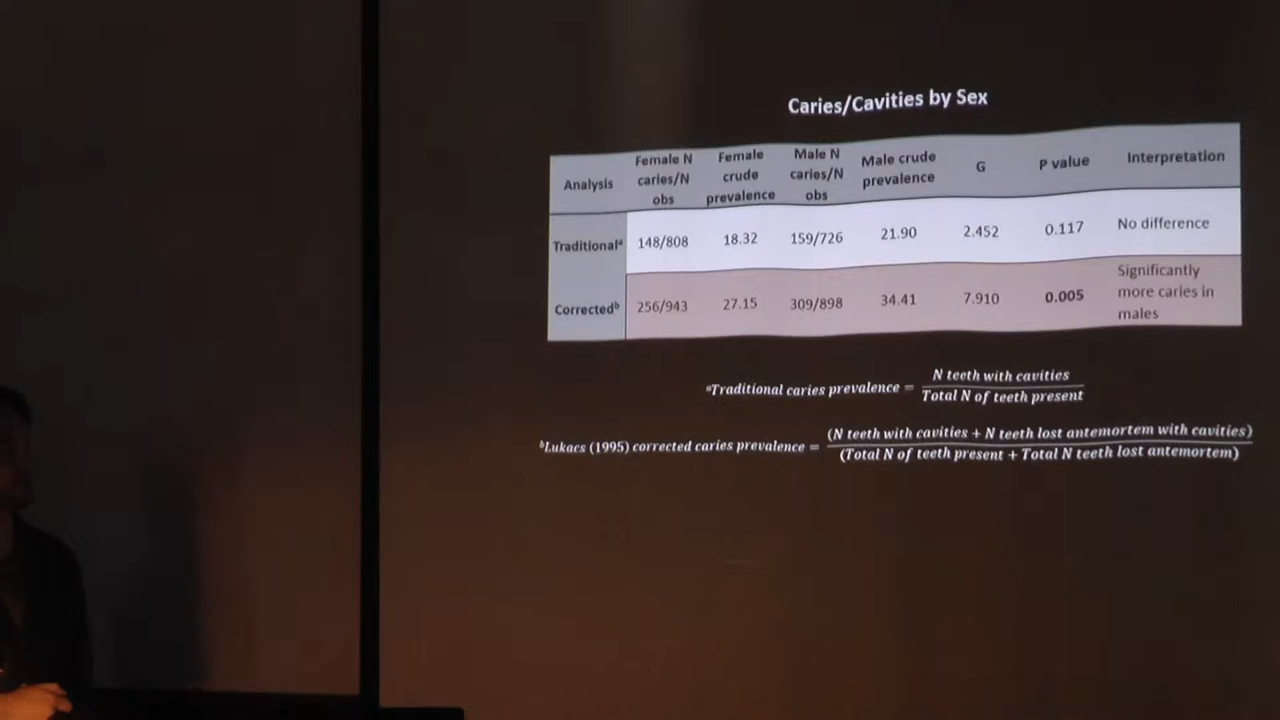 Caries/Cavities by Sex
Analysis Female N caries/N obs Female crude prevalence Male N caries/N obs Male crude prevalence G P value Interpretation
Traditionalᵃ 148/808 18.32 159/726 21.90 2.452 0.117 No difference
Correctedᵇ 256/943 27.15 309/898 34.41 7.910 0.005 Significantly more caries in males
ᵃTraditional caries prevalence = N teeth with cavities / Total N of teeth present
ᵇLukacs (1995) corrected caries prevalence = (N teeth with cavities + N teeth lost antemortem with cavities) / (Total N of teeth present + Total N teeth lost antemortem)